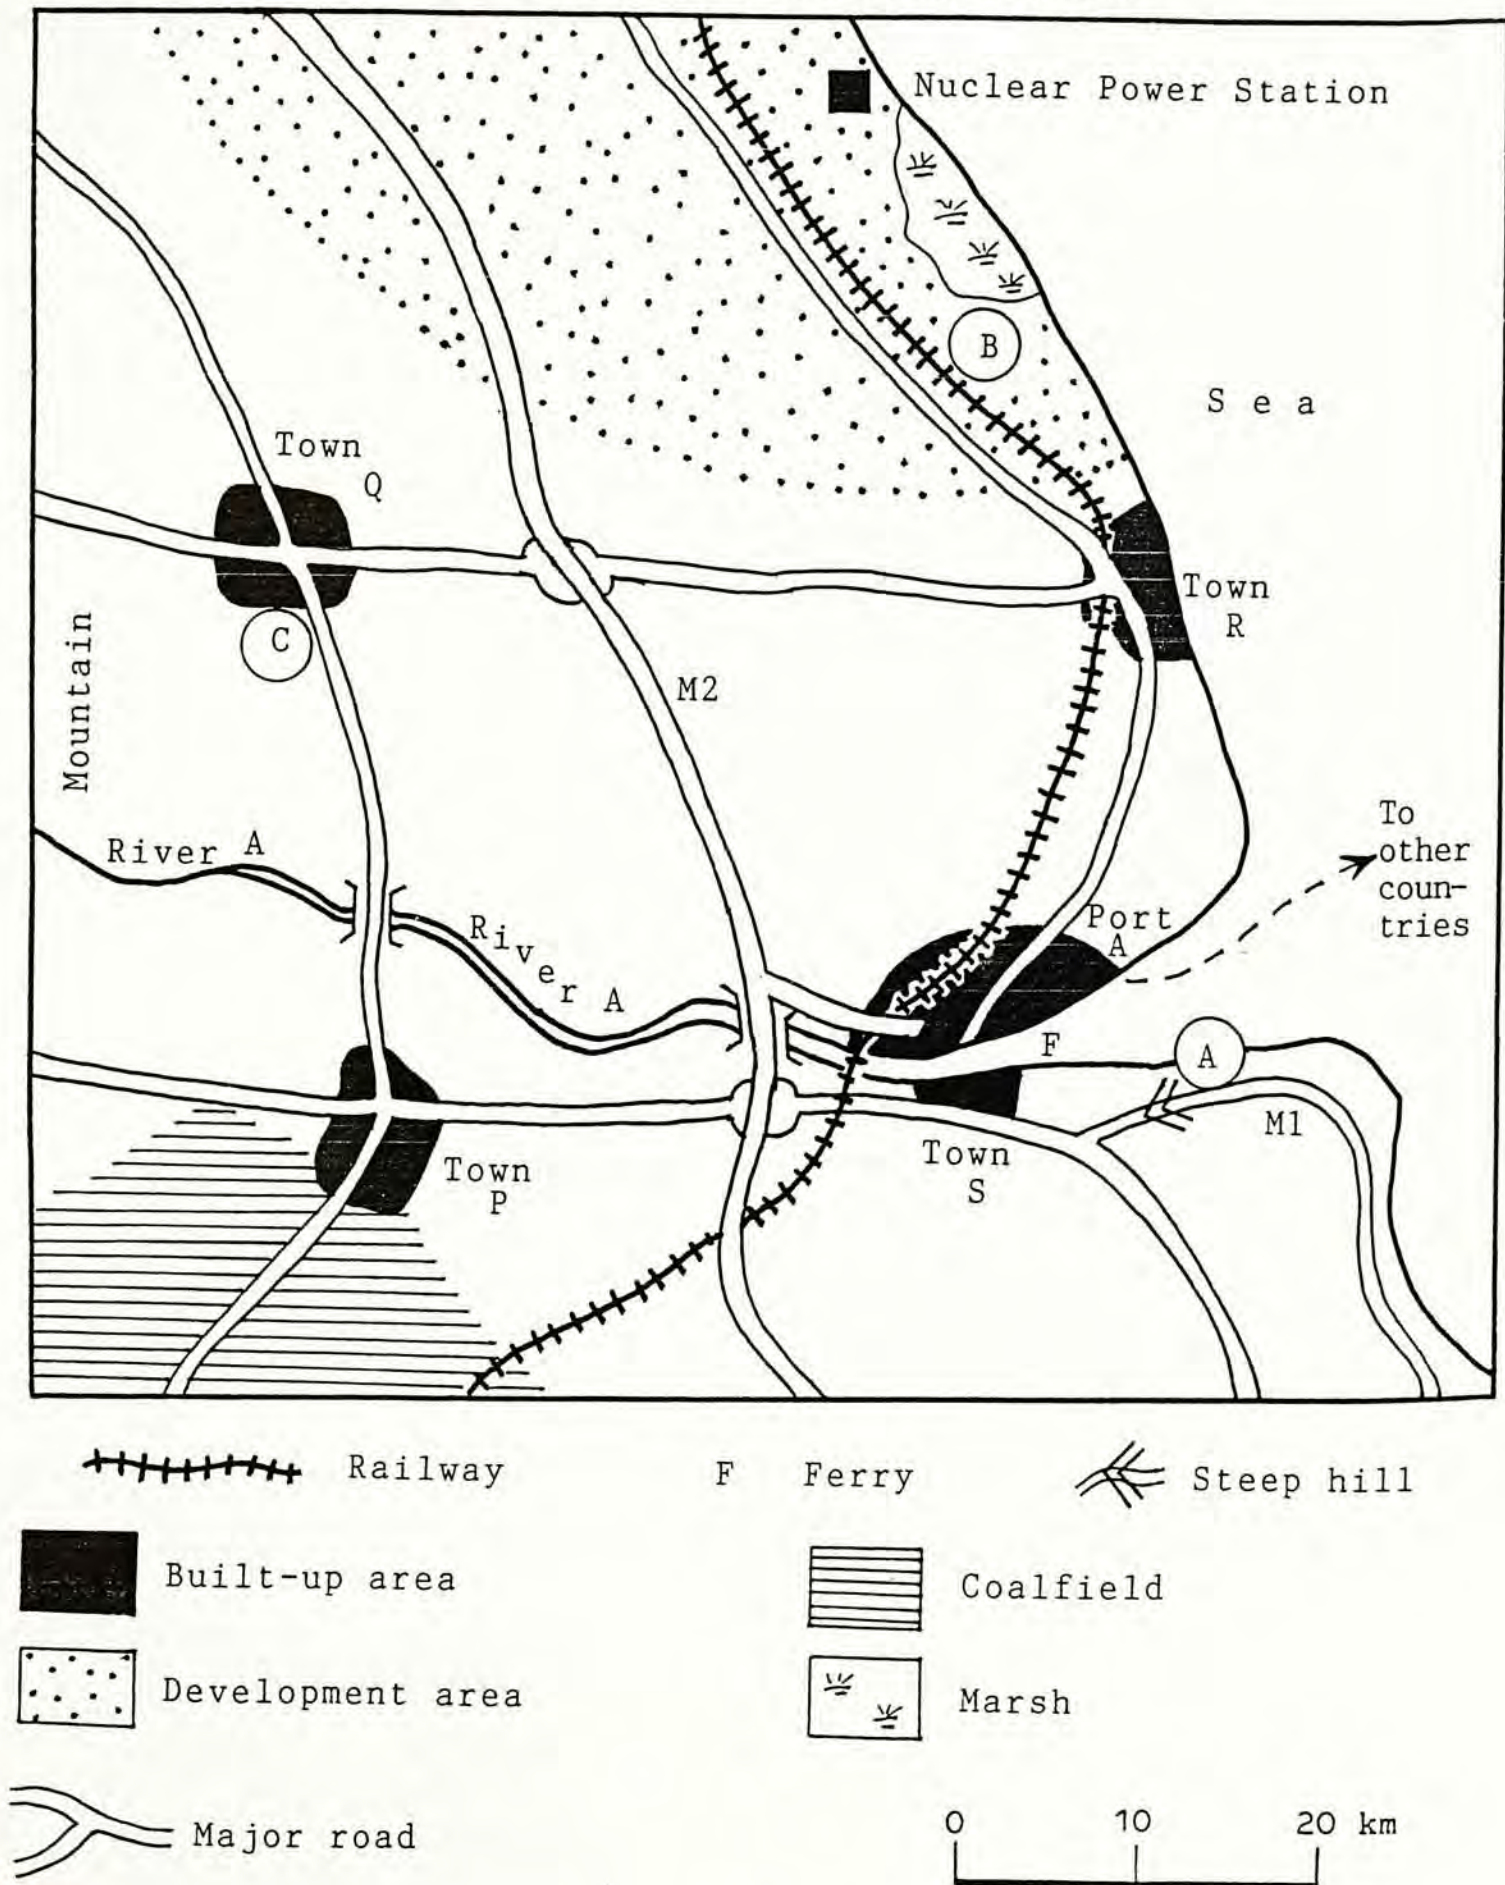 Nuclear Power Station
B
S e a
Town
Q
Town
R
C
M2
Mountain
River A
River A
To
other
coun-
tries
Port
A
F
A
M1
Town
S
Town
P
Railway
F Ferry
Steep hill
Built-up area
Coalfield
Development area
Marsh
Major road
0 10 20 km